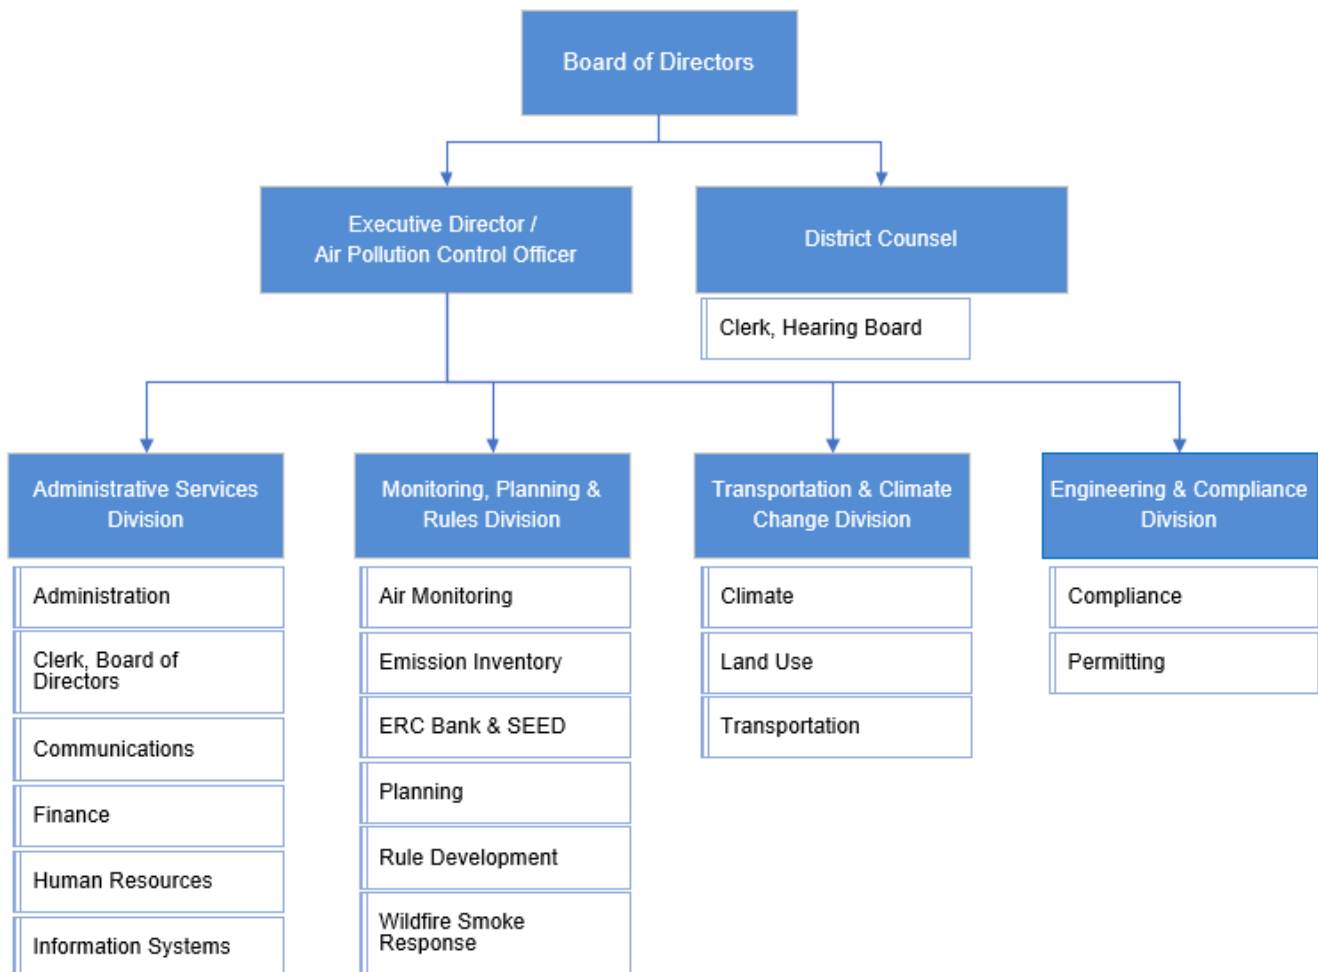 Board of Directors
Executive Director /
Air Pollution Control Officer
District Counsel
Clerk, Hearing Board
Administrative Services
Division
Administration
Clerk, Board of
Directors
Communications
Finance
Human Resources
Information Systems
Monitoring, Planning &
Rules Division
Air Monitoring
Emission Inventory
ERC Bank & SEED
Planning
Rule Development
Wildfire Smoke
Response
Transportation & Climate
Change Division
Climate
Land Use
Transportation
Engineering & Compliance
Division
Compliance
Permitting